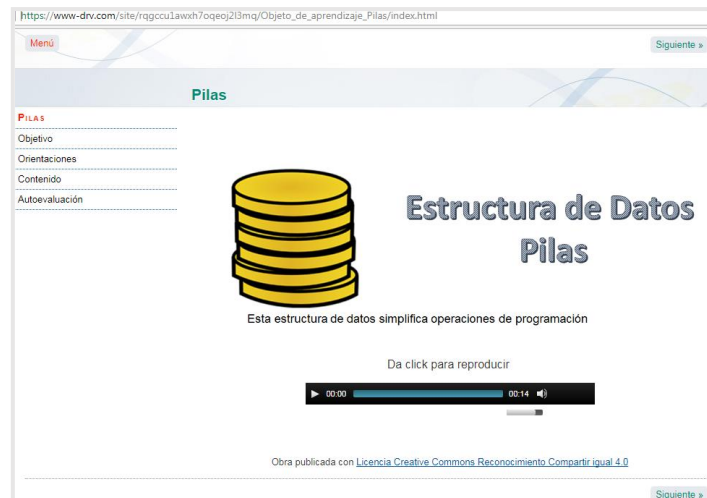 https://www-drv.com/site/rqgccu1awxh7oqeoj2l3mq/Objeto_de_aprendizaje_Pilas/index.html
Menú
Siguiente »
Pilas
PILAS
Objetivo
Orientaciones
Contenido
Autoevaluación
Estructura de Datos
Pilas
Esta estructura de datos simplifica operaciones de programación
Da click para reproducir
00:00
00:14
Obra publicada con Licencia Creative Commons Reconocimiento Compartir igual 4.0
Siguiente »